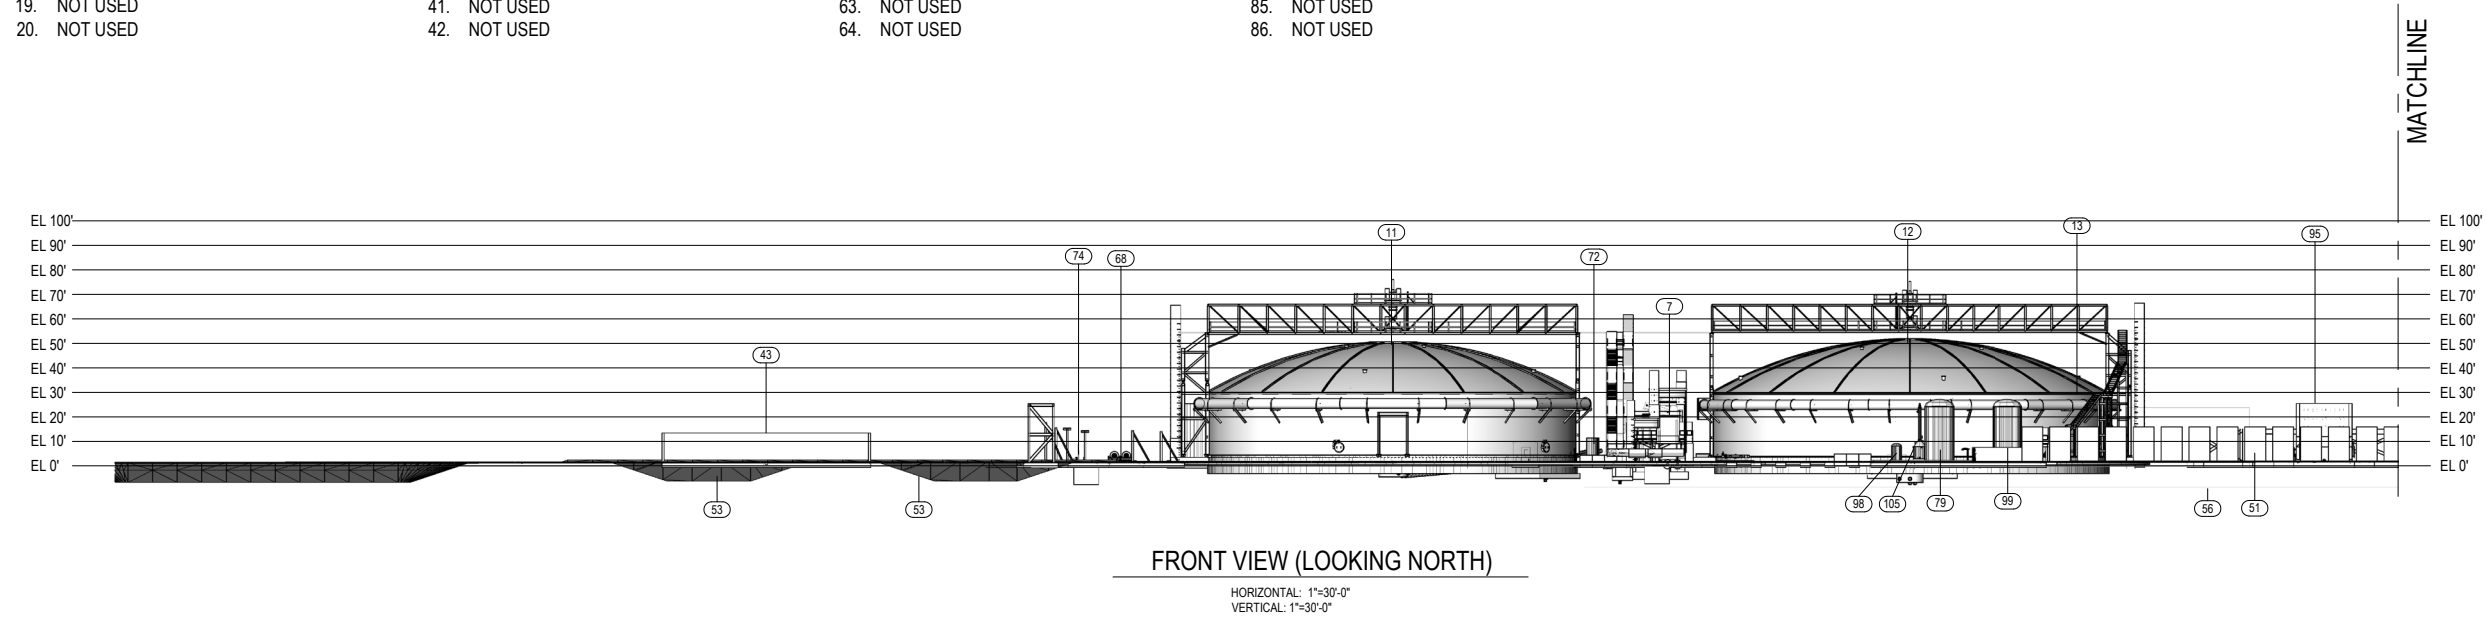 19. NOT USED 41. NOT USED 63. NOT USED 85. NOT USED
20. NOT USED 42. NOT USED 64. NOT USED 86. NOT USED
MATCHLINE
EL 100' EL 100'
EL 90' EL 90'
EL 80' EL 80'
EL 70' EL 70'
EL 60' EL 60'
EL 50' EL 50'
EL 40' EL 40'
EL 30' EL 30'
EL 20' EL 20'
EL 10' EL 10'
EL 0' EL 0'
11 12 13 95
74 68 72
7
43
53 53 98 105 79 99 56 51
FRONT VIEW (LOOKING NORTH)
HORIZONTAL: 1"=30'-0"
VERTICAL: 1"=30'-0"